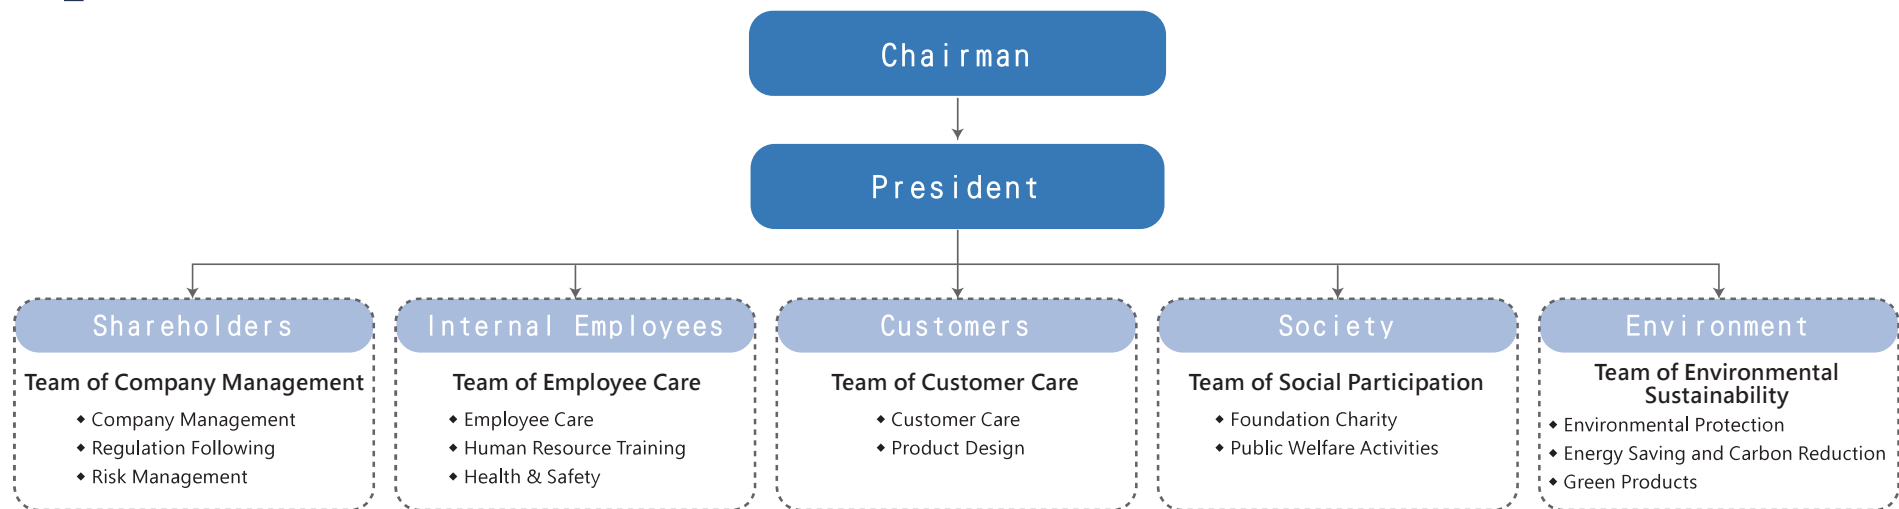 Chairman
President
Shareholders
Team of Company Management
◆ Company Management
◆ Regulation Following
◆ Risk Management
Internal Employees
Team of Employee Care
◆ Employee Care
◆ Human Resource Training
◆ Health & Safety
Customers
Team of Customer Care
◆ Customer Care
◆ Product Design
Society
Team of Social Participation
◆ Foundation Charity
◆ Public Welfare Activities
Environment
Team of Environmental
Sustainability
◆ Environmental Protection
◆ Energy Saving and Carbon Reduction
◆ Green Products